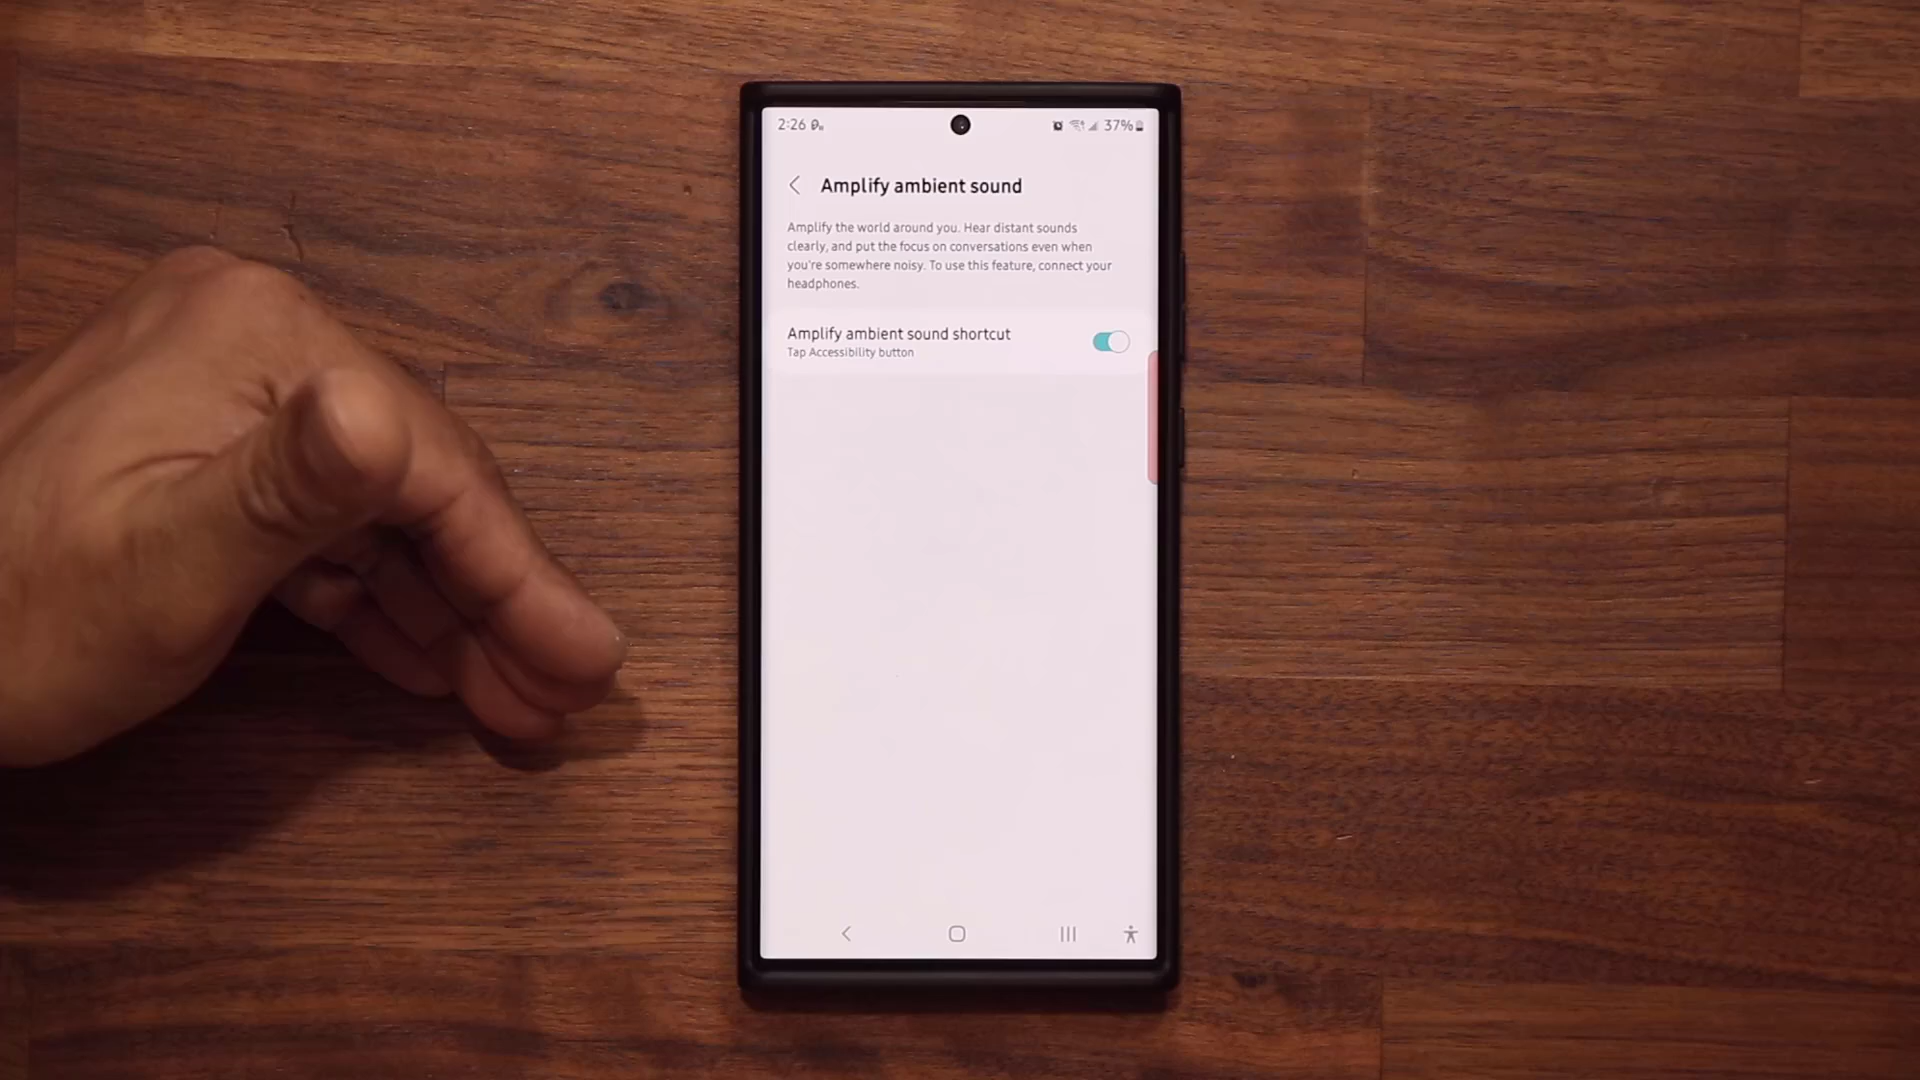 2:26
37%
Amplify ambient sound
Amplify the world around you. Hear distant sounds
clearly, and put the focus on conversations even when
you're somewhere noisy. To use this feature, connect your
headphones.
Amplify ambient sound shortcut
Tap Accessibility button